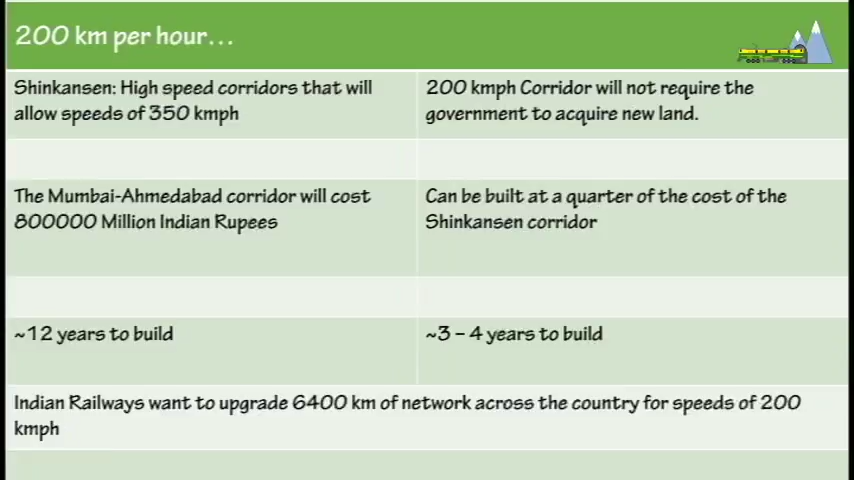 200 km per hour...
Shinkansen: High speed corridors that will
allow speeds of 350 kmph
200 kmph Corridor will not require the
government to acquire new land.
The Mumbai-Ahmedabad corridor will cost
800000 Million Indian Rupees
Can be built at a quarter of the cost of the
Shinkansen corridor
~12 years to build
~3 – 4 years to build
Indian Railways want to upgrade 6400 km of network across the country for speeds of 200
kmph